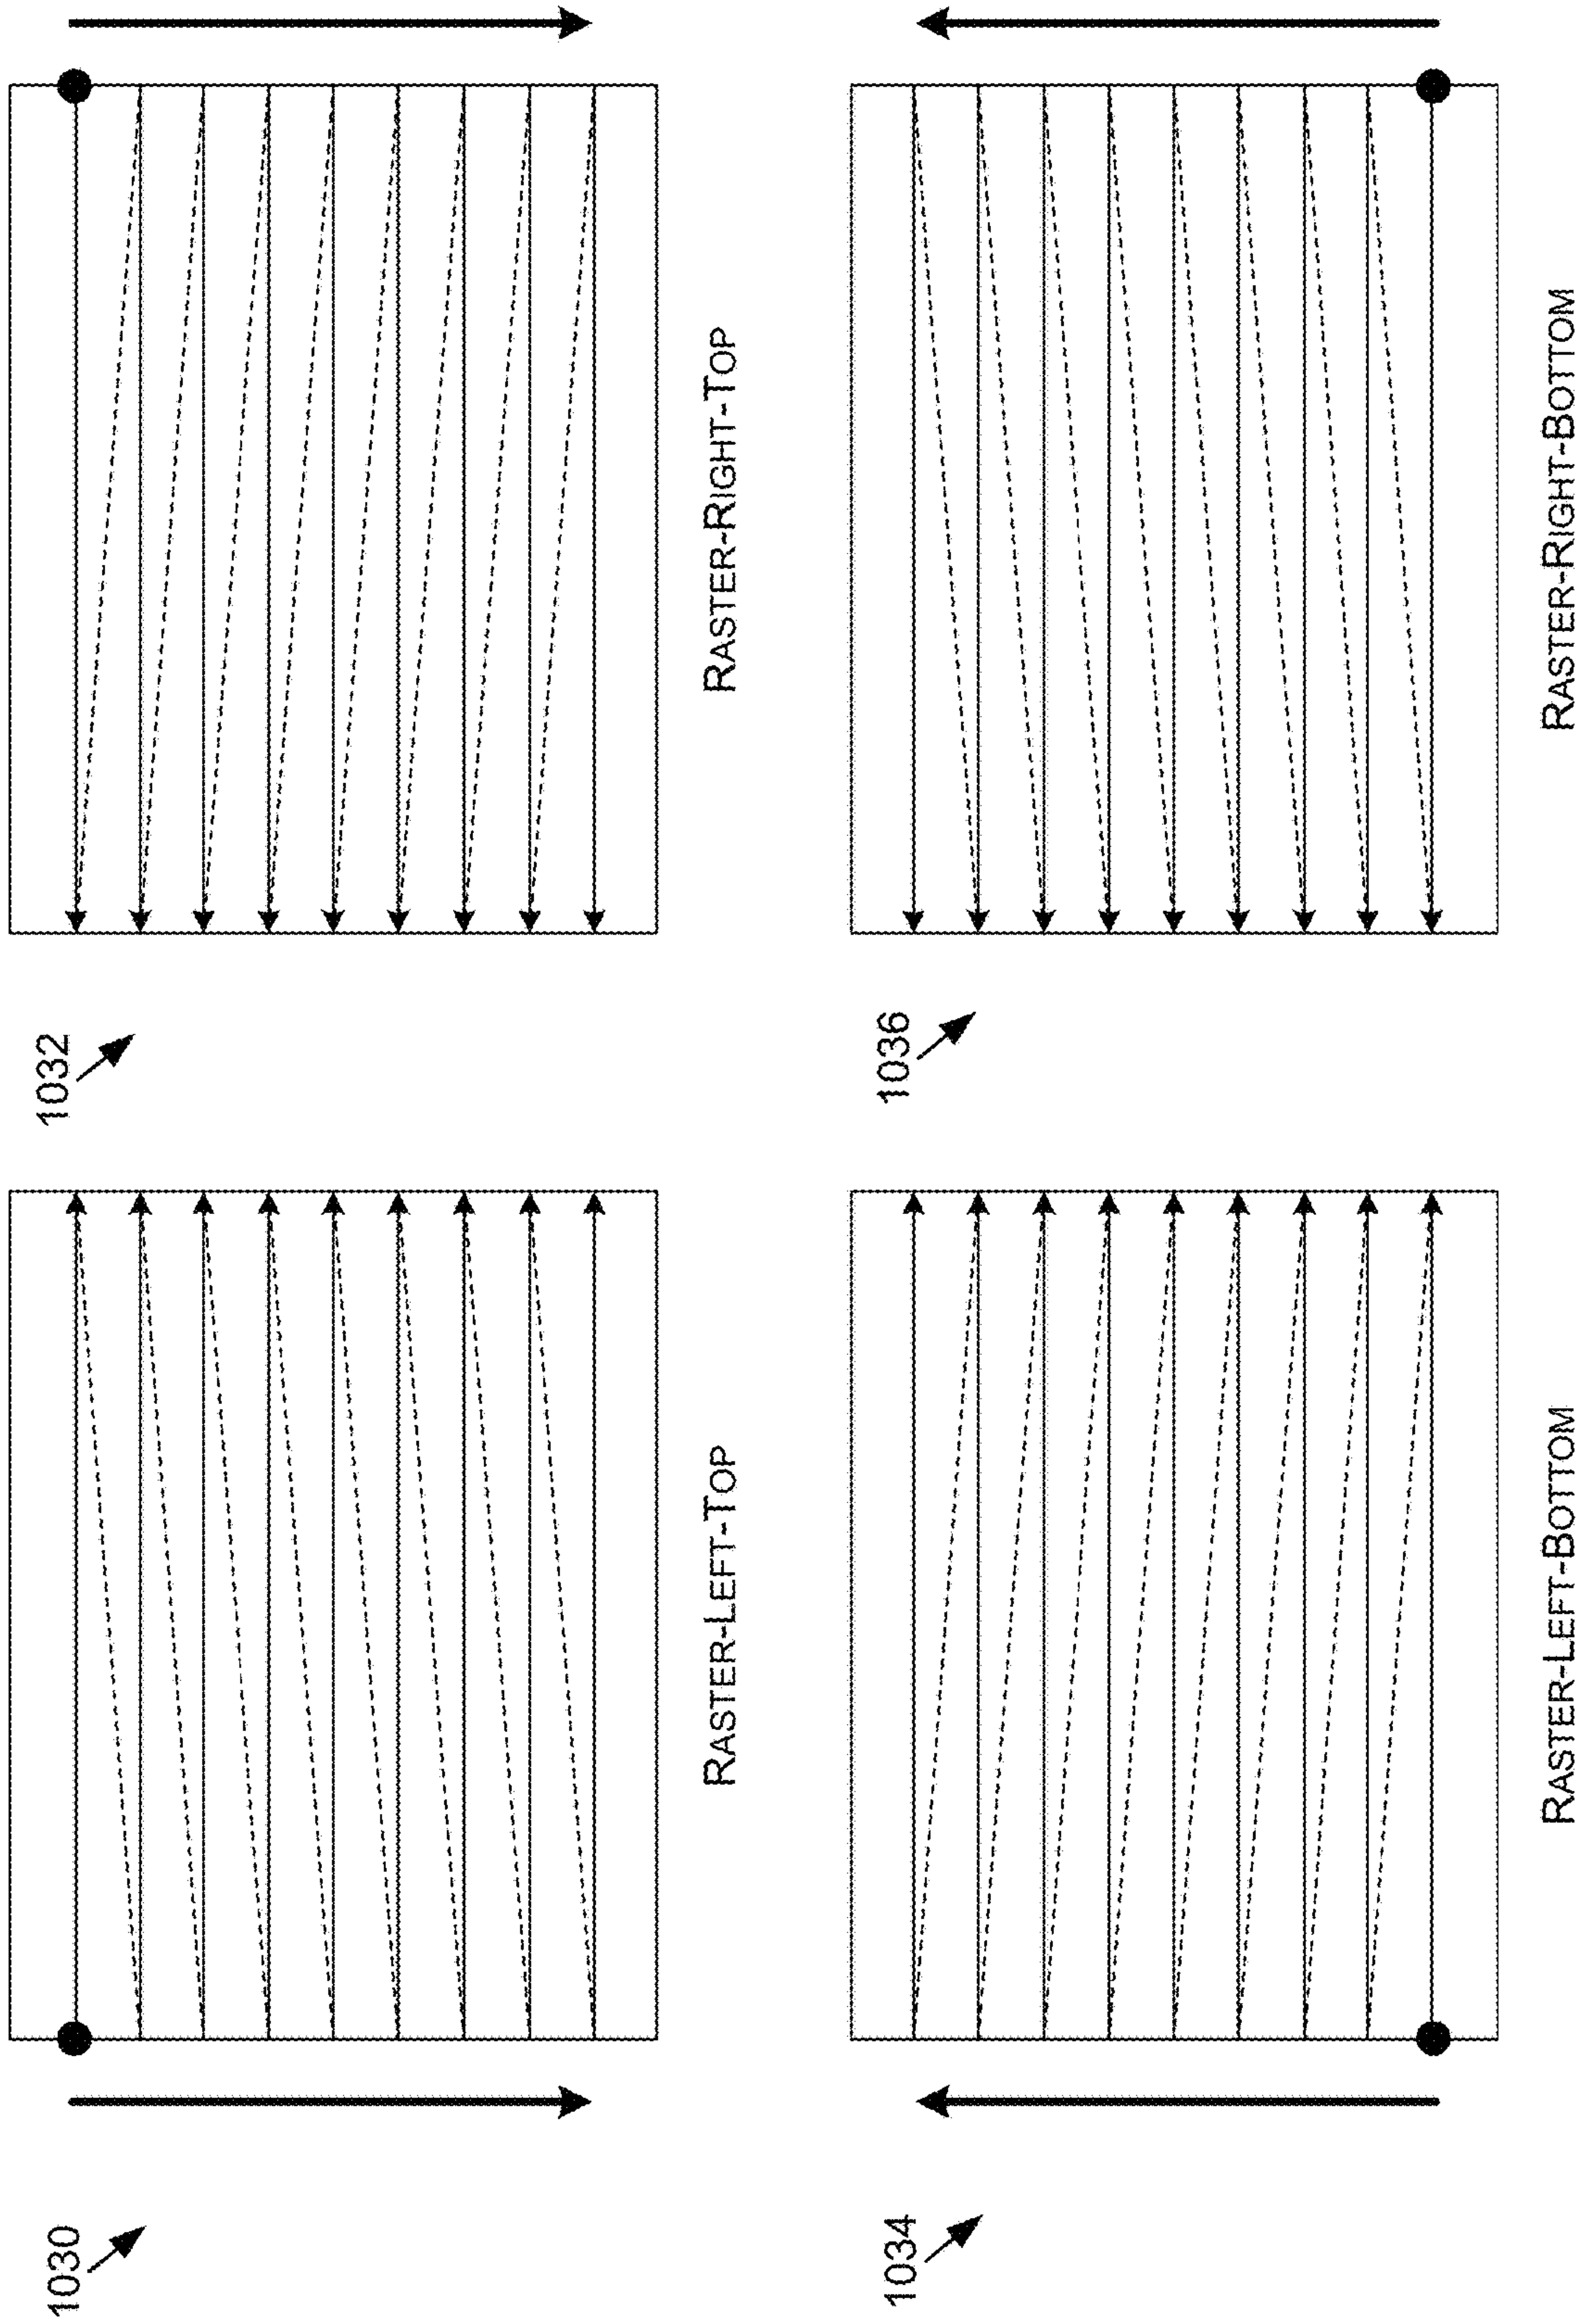 1030
1032
RASTER-LEFT-TOP
RASTER-RIGHT-TOP
1034
1036
RASTER-LEFT-BOTTOM
RASTER-RIGHT-BOTTOM